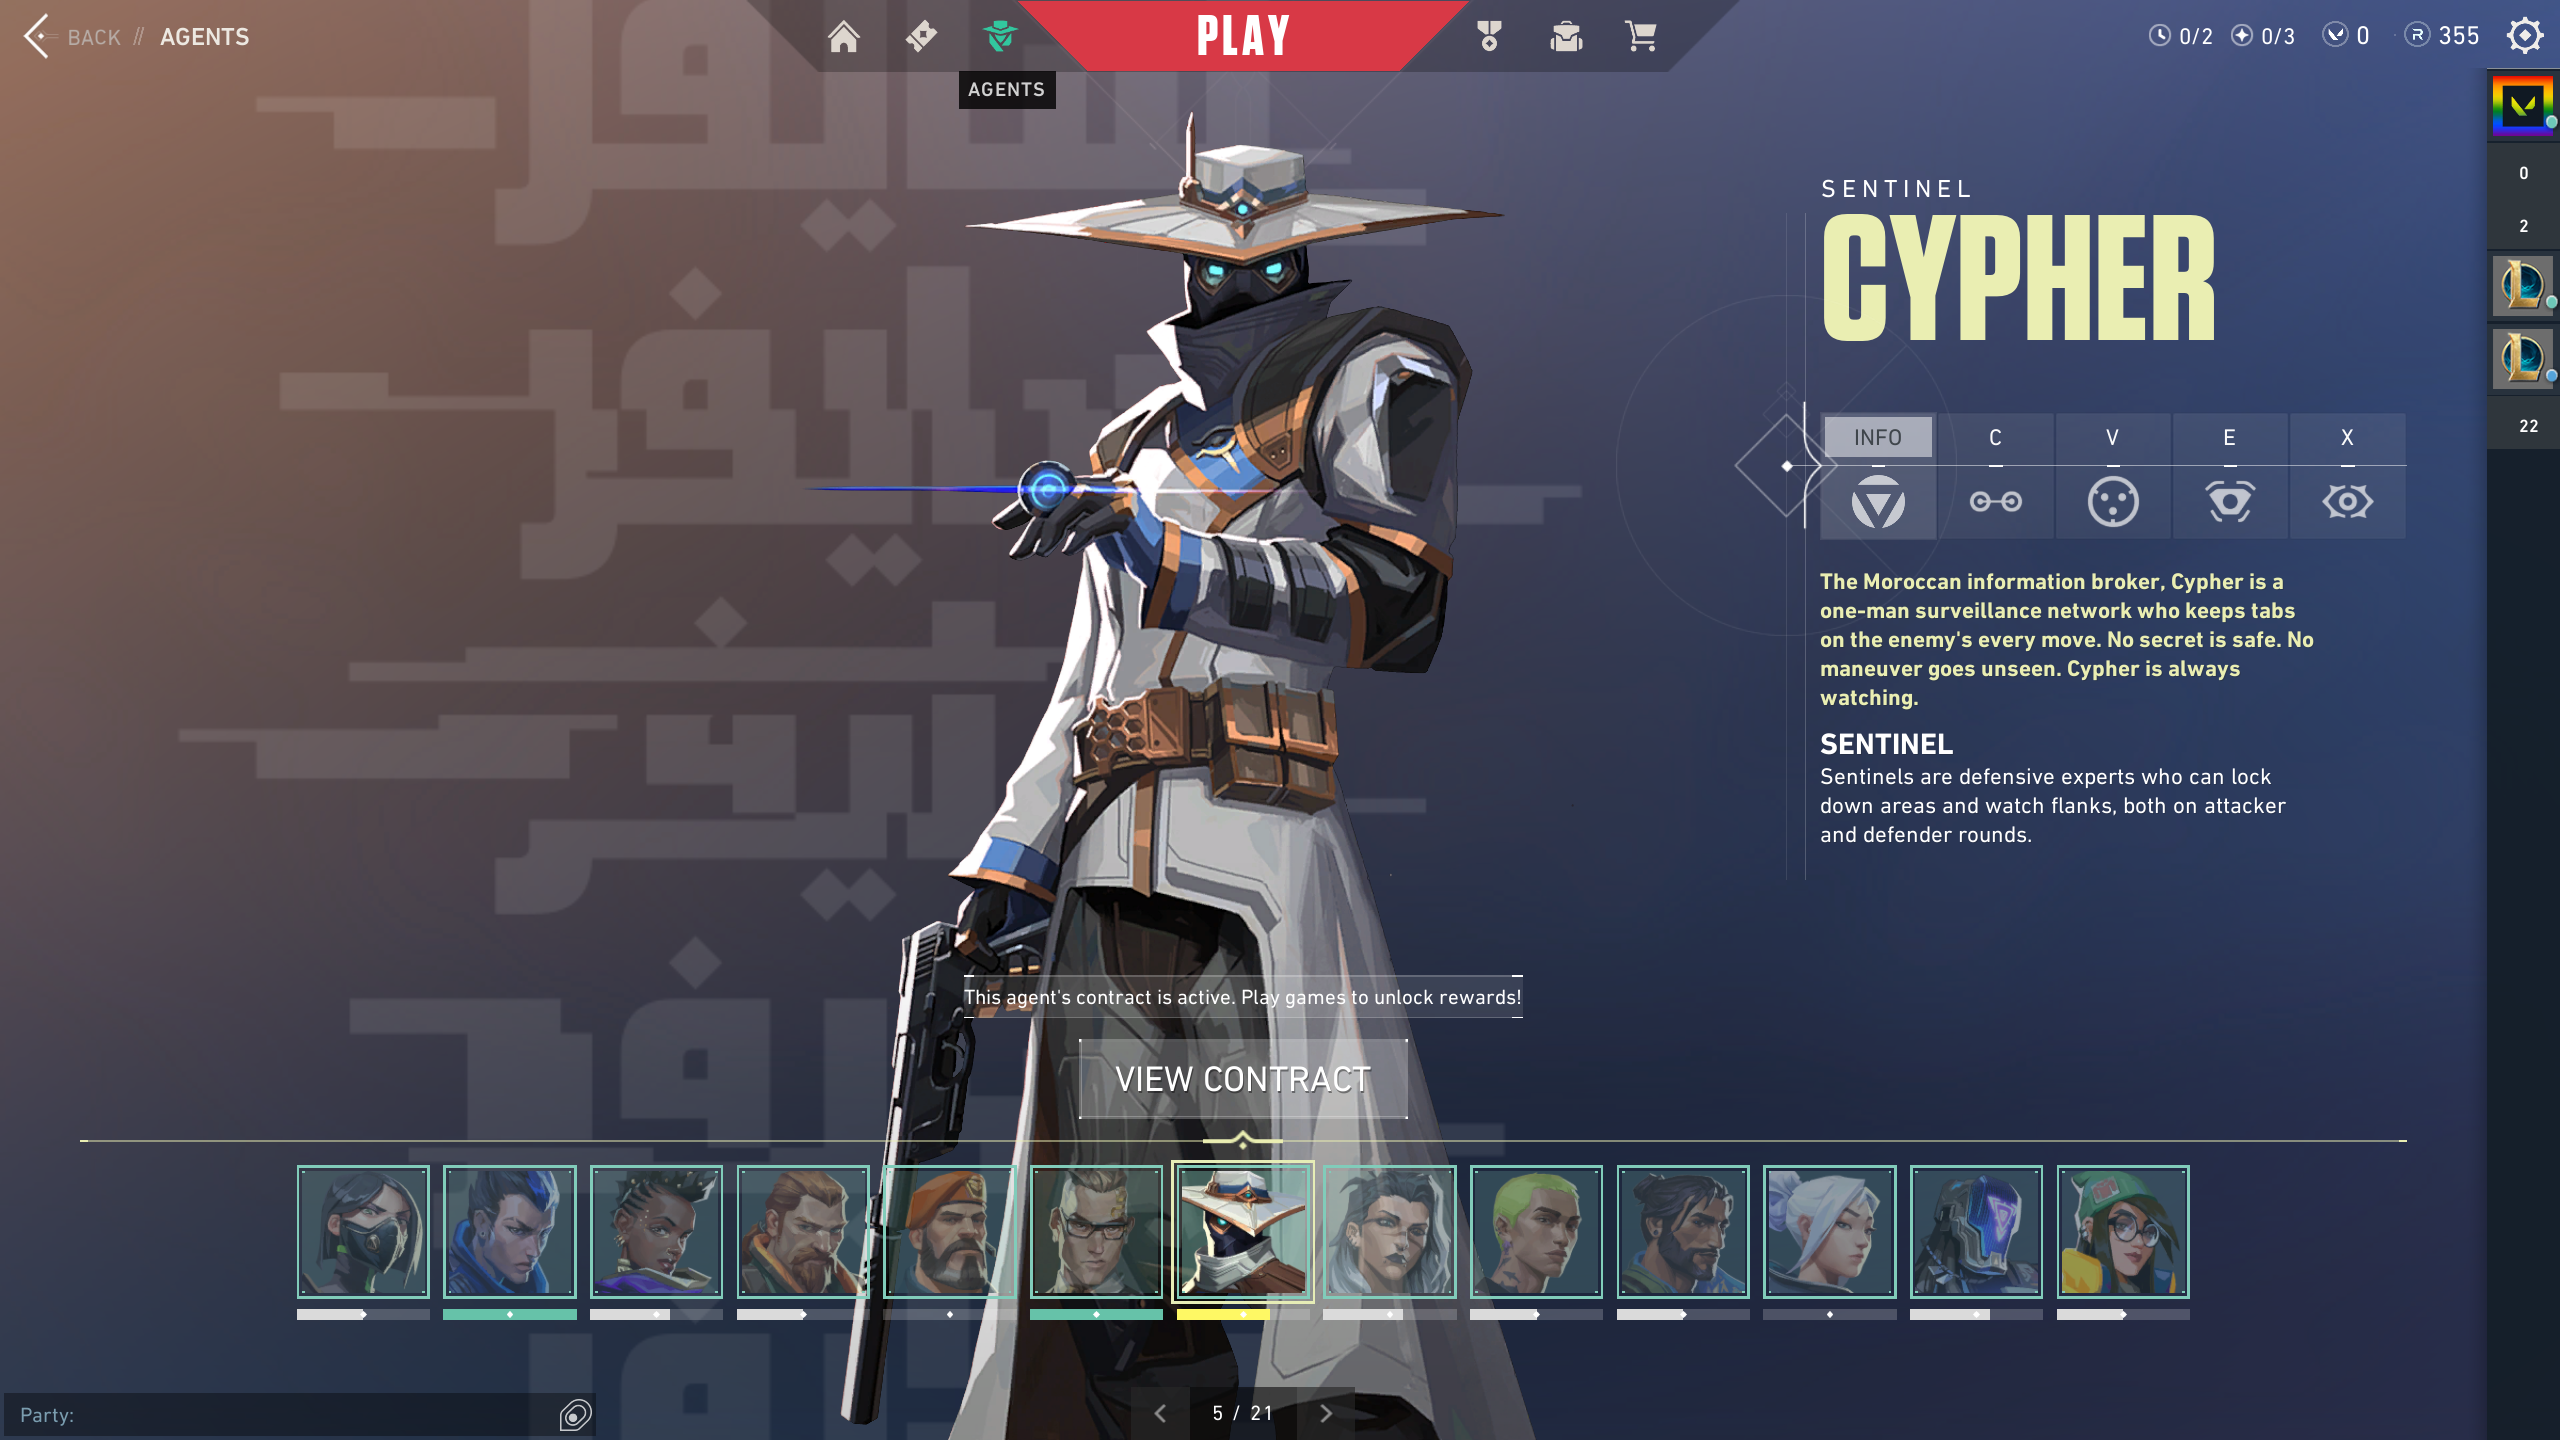 BACK // AGENTS
PLAY
0/2
0/3
0
R 355
AGENTS
سايفر
سايفر
سايفر
سايفر
SENTINEL
CYPHER
INFO
C
V
E
X
The Moroccan information broker, Cypher is a
one-man surveillance network who keeps tabs
on the enemy's every move. No secret is safe. No
maneuver goes unseen. Cypher is always
watching.
SENTINEL
Sentinels are defensive experts who can lock
down areas and watch flanks, both on attacker
and defender rounds.
0
2
22
This agent's contract is active. Play games to unlock rewards!
VIEW CONTRACT
Party:
5 / 21